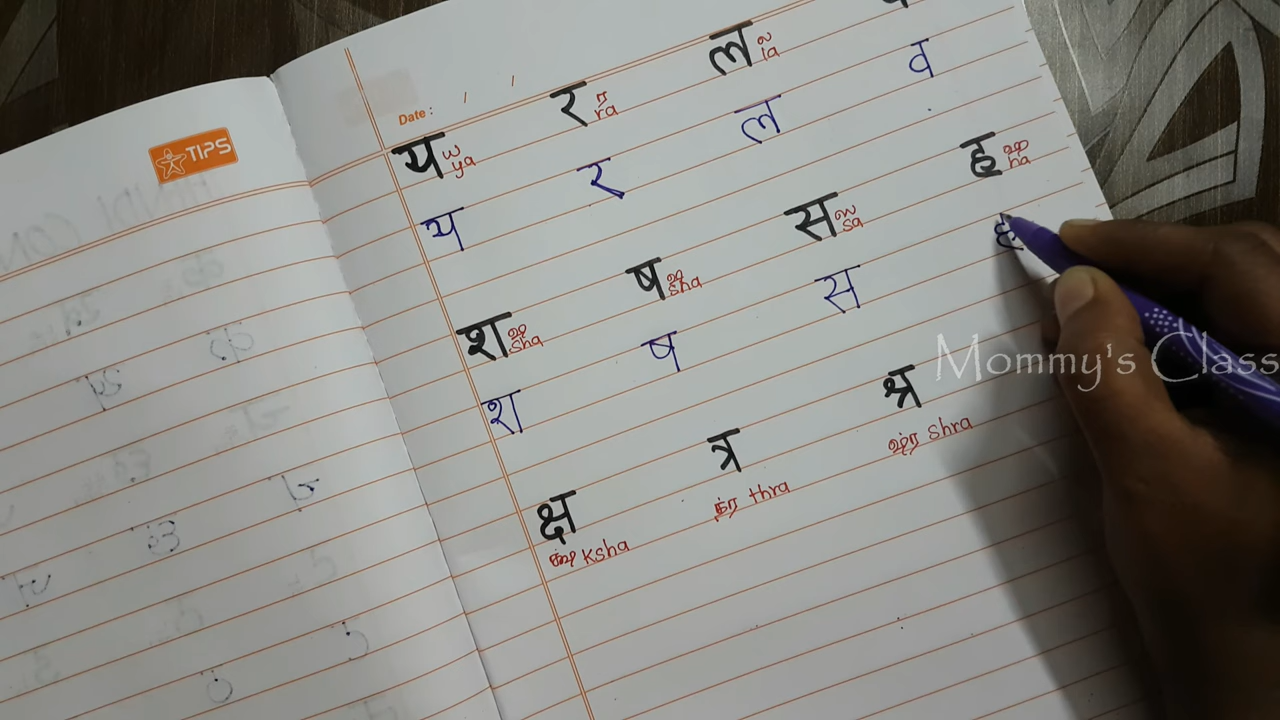 TIPS
Date : / /
य ய ya र ர ra ल ல la
य र ल व
श ஷ sha ष ஷ sha स ஸ sa ह ஹ ha
श ष स ह
क्ष க்ஷ ksha त्र த்ர thra श्र ஷ்ர shra
Mommy's Class